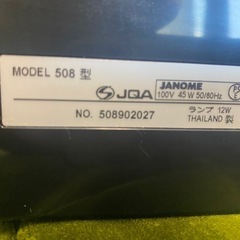 MODEL 508 型
JQA
JANOME
100V 45W 50/60Hz
NO. 508902027
ランプ 12W
THAILAND 製